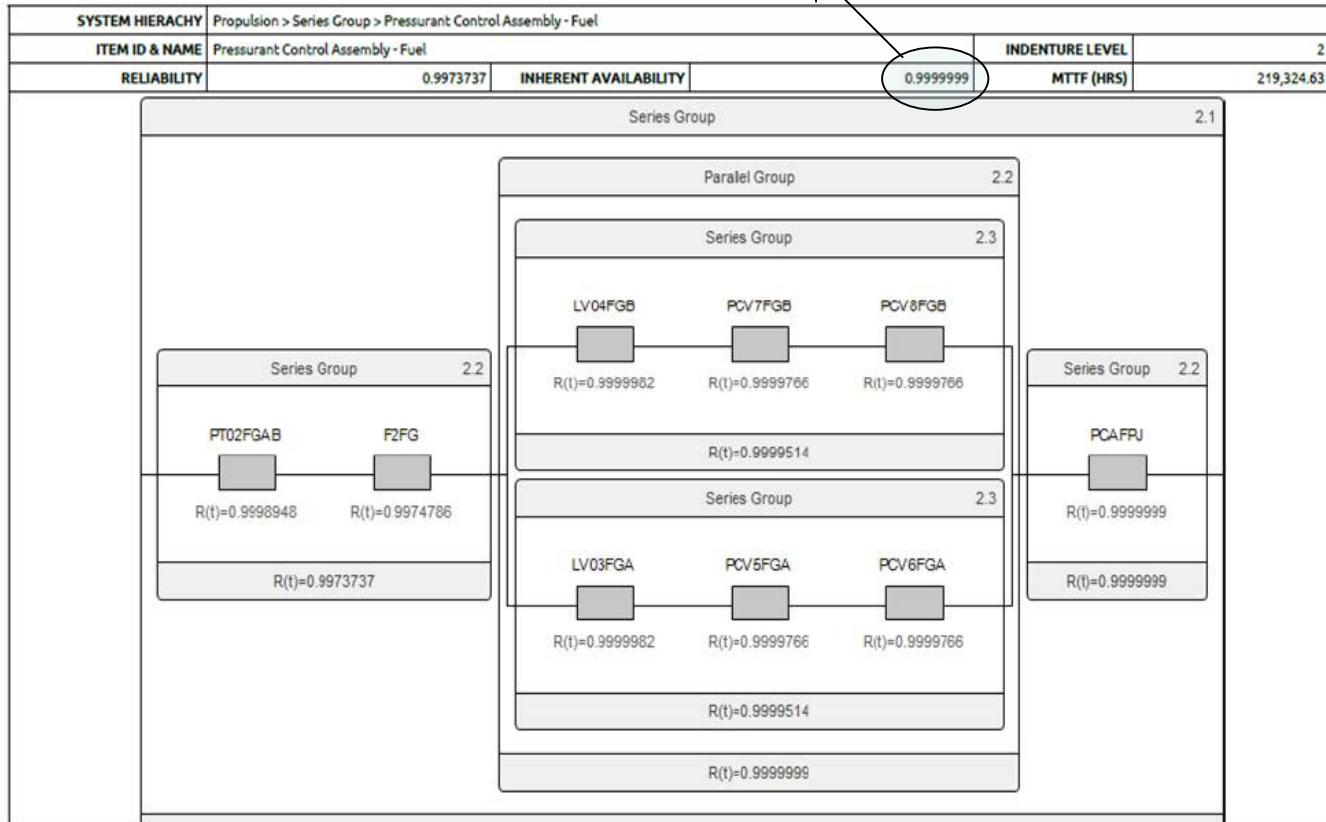 SYSTEM HIERACHY Propulsion > Series Group > Pressurant Control Assembly - Fuel
ITEM ID & NAME Pressurant Control Assembly - Fuel INDENTURE LEVEL 2
RELIABILITY 0.9973737 INHERENT AVAILABILITY 0.9999999 MTTF (HRS) 219,324.63
Series Group 2.1
Paralel Group 2.2
Series Group 2.3
LV04FGB PCV7FGB PCV8FGB
R(t)=0.9999982 R(t)=0.9999766 R(t)=0.9999766
R(t)=0.9999514
Series Group 2.2
PT02FGAB F2FG
R(t)=0.9998948 R(t)=0.9974786
R(t)=0.9973737
Series Group 2.3
LV03FGA PCV5FGA PCV6FGA
R(t)=0.9999982 R(t)=0.9999766 R(t)=0.9999766
R(t)=0.9999514
R(t)=0.9999999
Series Group 2.2
PCAFPJ
R(t)=0.9999999
R(t)=0.9999999